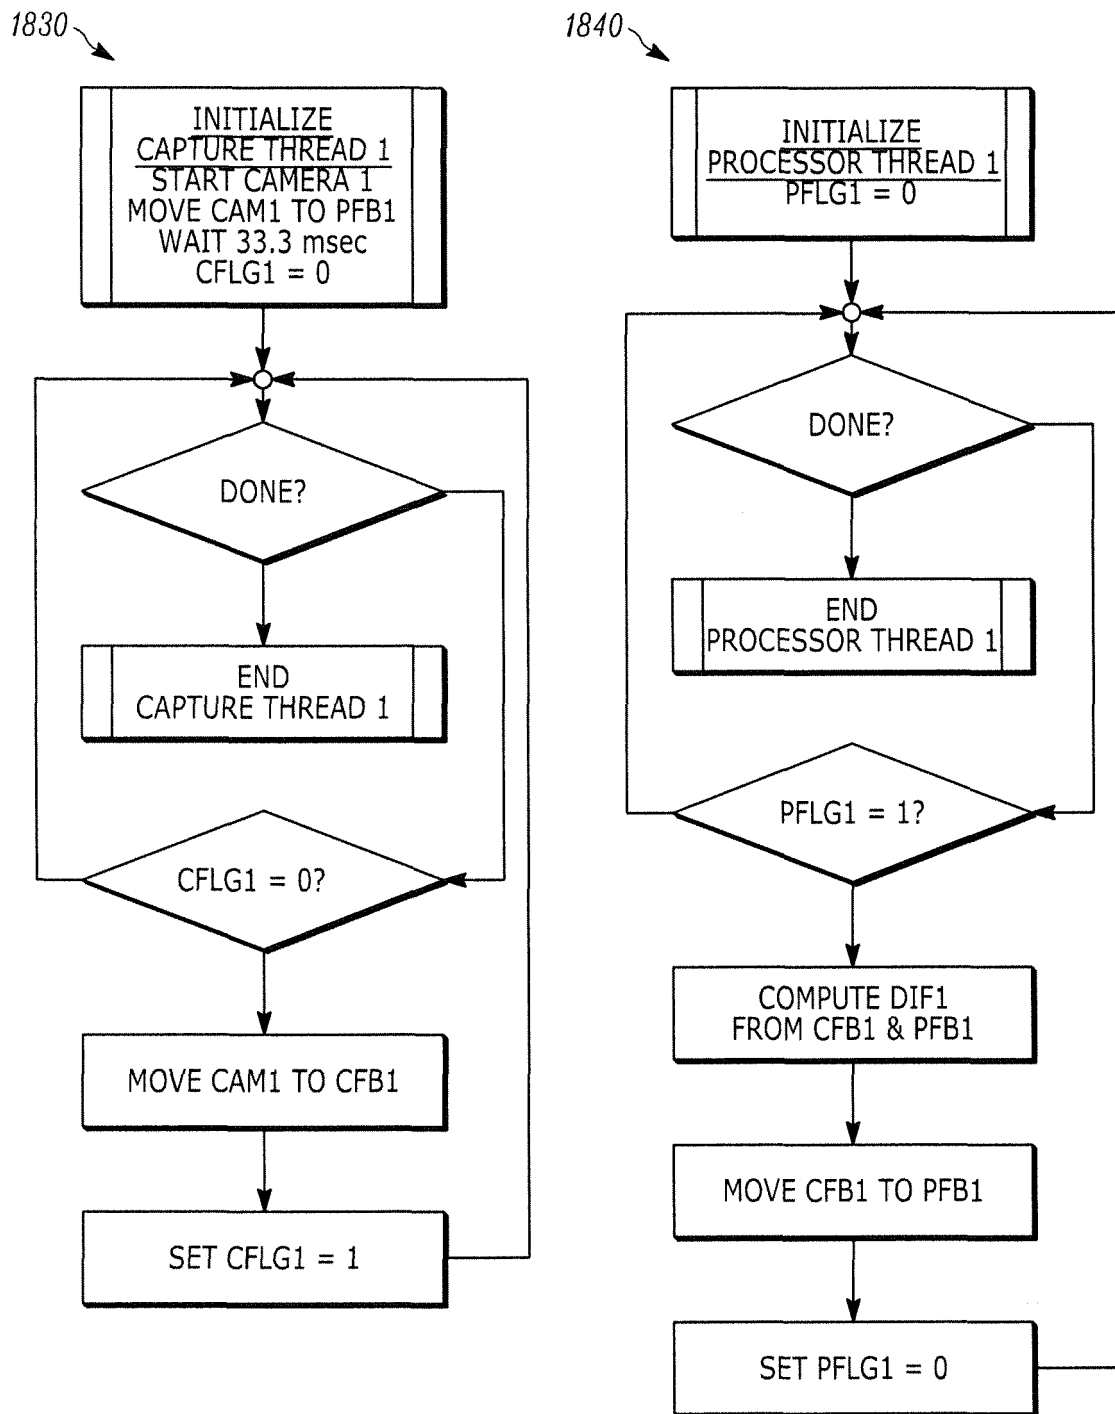 1830
INITIALIZE
CAPTURE THREAD 1
START CAMERA 1
MOVE CAM1 TO PFB1
WAIT 33.3 msec
CFLG1 = 0
DONE?
END
CAPTURE THREAD 1
CFLG1 = 0?
MOVE CAM1 TO CFB1
SET CFLG1 = 1
1840
INITIALIZE
PROCESSOR THREAD 1
PFLG1 = 0
DONE?
END
PROCESSOR THREAD 1
PFLG1 = 1?
COMPUTE DIF1
FROM CFB1 & PFB1
MOVE CFB1 TO PFB1
SET PFLG1 = 0